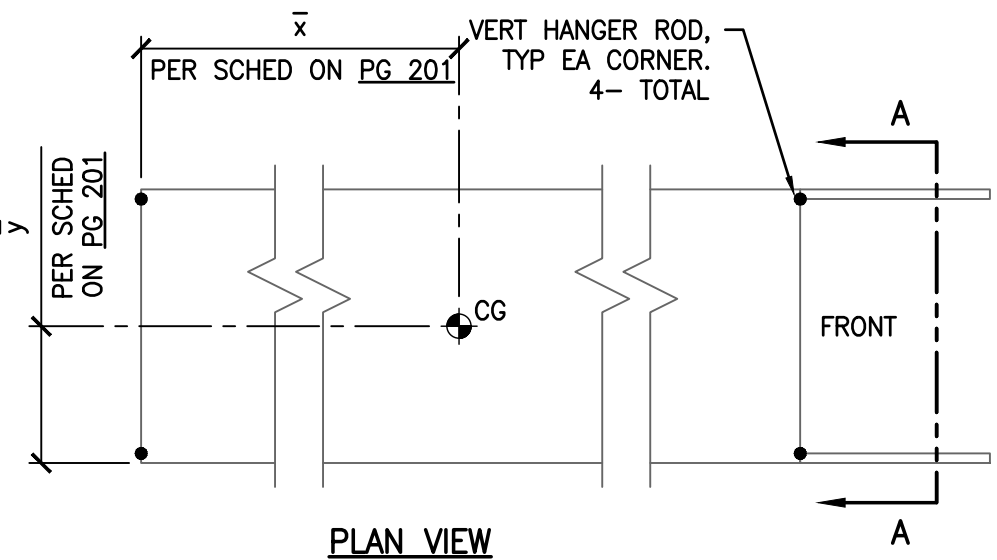 x̅
PER SCHED ON PG 201
VERT HANGER ROD,
TYP EA CORNER.
4- TOTAL
A
y̅
PER SCHED
ON PG 201
CG
FRONT
A
PLAN VIEW